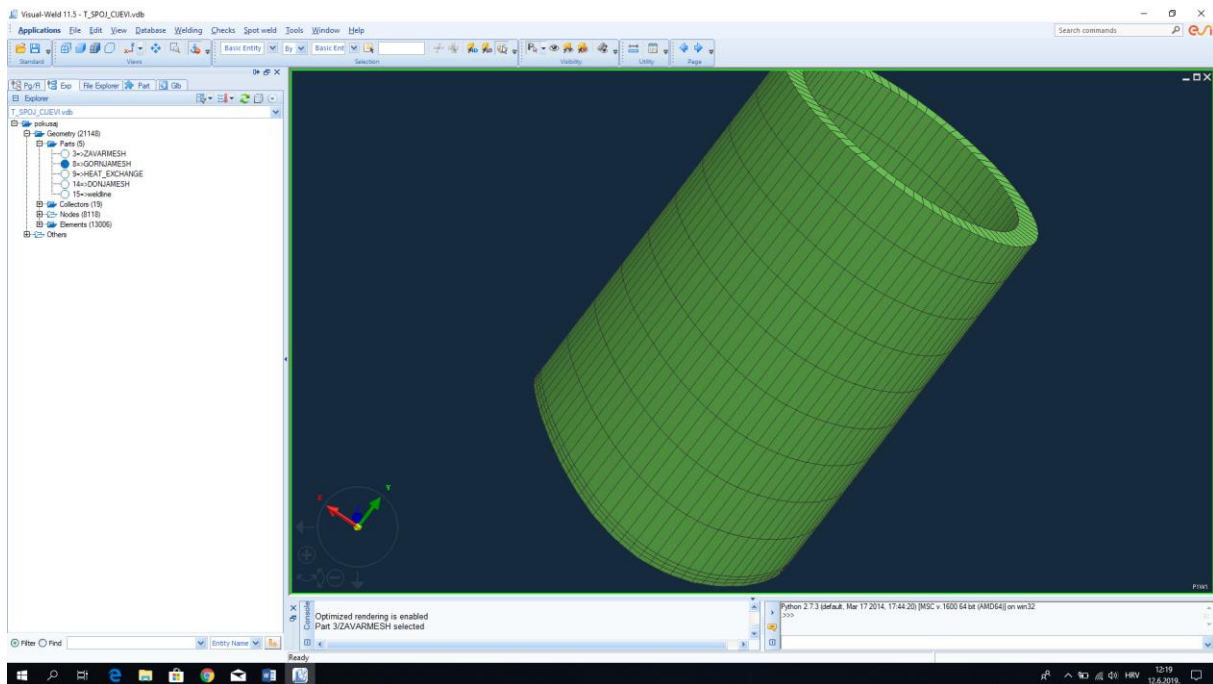 Visual-Weld 11.5 - T_SPOJ_CIJEVI.vdb
Applications File Edit View Database Welding Checks Spot weld Tools Window Help
Search commands
esi
Basic Entity By Basic Ent
Standard Views Selection Visibility Utility Page
Pg/R Exp File Explorer Part Glb
Explorer
T_SPOJ_CIJEVI.vdb
pokusaj
Geometry (21148)
Parts (5)
3=>ZAVARMESH
8=>GORNJAMESH
9=>HEAT_EXCHANGE
14=>DONJAMESH
15=>weldline
Collectors (19)
Nodes (8118)
Elements (13006)
Others
X
Y
P1W1
Console
Optimized rendering is enabled
Part 3/ZAVARMESH selected
Python 2.7.3 (default, Mar 17 2014, 17:44:20) [MSC v.1600 64 bit (AMD64)] on win32
>>>
Filter Find Entity Name
Ready
HRV
12:19
12.6.2019.